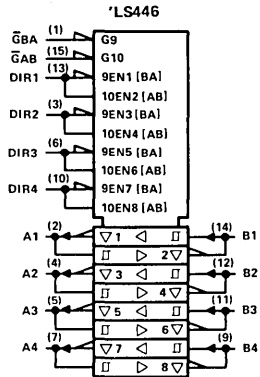 'LS446
G̅BA (1) G9
G̅AB (15) G10
DIR1 (13) 9EN1 [BA]
10EN2 [AB]
DIR2 (3) 9EN3 [BA]
10EN4 [AB]
DIR3 (6) 9EN5 [BA]
10EN6 [AB]
DIR4 (10) 9EN7 [BA]
10EN8 [AB]
A1 (2) ▽ 1 ◁ (14) B1
▷ 2 ▽
A2 (4) ▽ 3 ◁ (12) B2
▷ 4 ▽
A3 (5) ▽ 5 ◁ (11) B3
▷ 6 ▽
A4 (7) ▽ 7 ◁ (9) B4
▷ 8 ▽